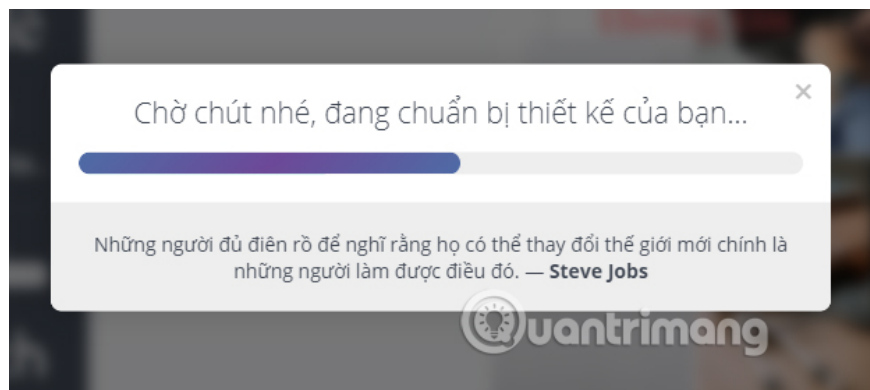 Chờ chút nhé, đang chuẩn bị thiết kế của bạn...
Những người đủ điên rồ để nghĩ rằng họ có thể thay đổi thế giới mới chính là
những người làm được điều đó. — Steve Jobs
Quantrimang